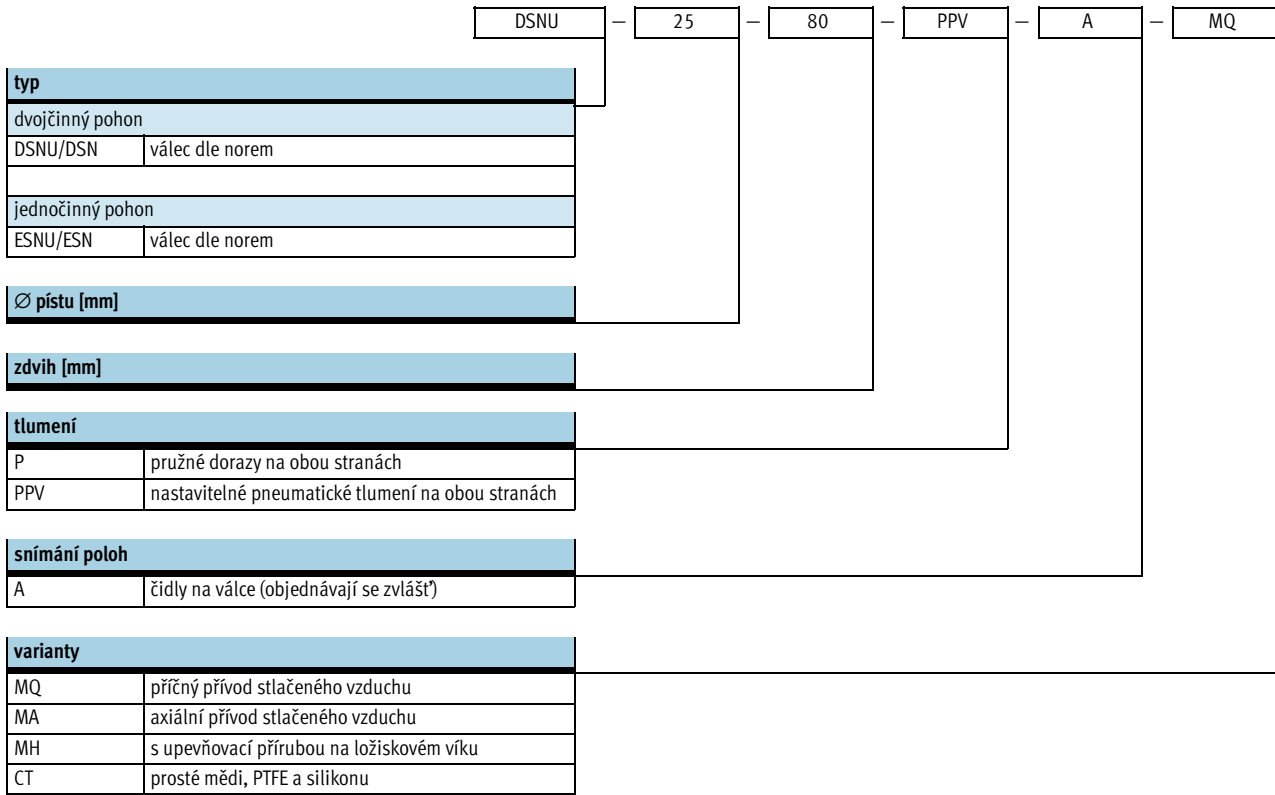 DSNU – 25 – 80 – PPV – A – MQ
typ
dvojčinný pohon
DSNU/DSN válec dle norem
jednočinný pohon
ESNU/ESN válec dle norem
∅ pístu [mm]
zdvih [mm]
tlumení
P pružné dorazy na obou stranách
PPV nastavitelné pneumatické tlumení na obou stranách
snímání poloh
A čidly na válce (objednávají se zvlášť)
varianty
MQ příčný přívod stlačeného vzduchu
MA axiální přívod stlačeného vzduchu
MH s upevňovací přírubou na ložiskovém víku
CT prosté mědi, PTFE a silikonu